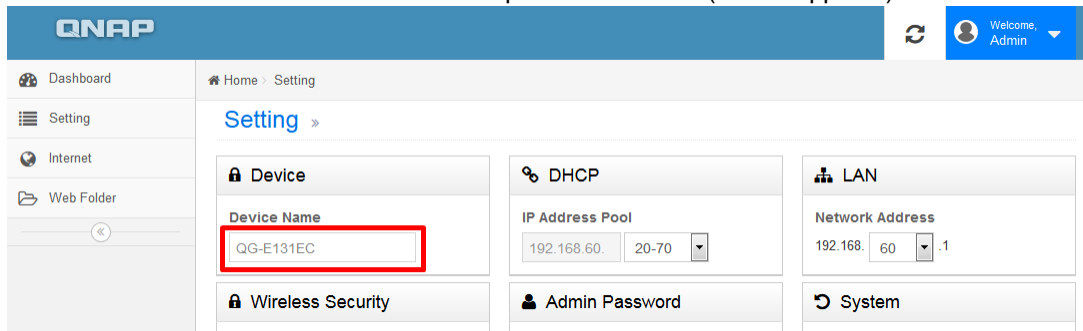 QNAP
Welcome,
Admin
Dashboard
Setting
Internet
Web Folder
Home > Setting
Setting »
Device
Device Name
QG-E131EC
DHCP
IP Address Pool
192.168.60. 20-70
LAN
Network Address
192.168. 60 .1
Wireless Security
Admin Password
System